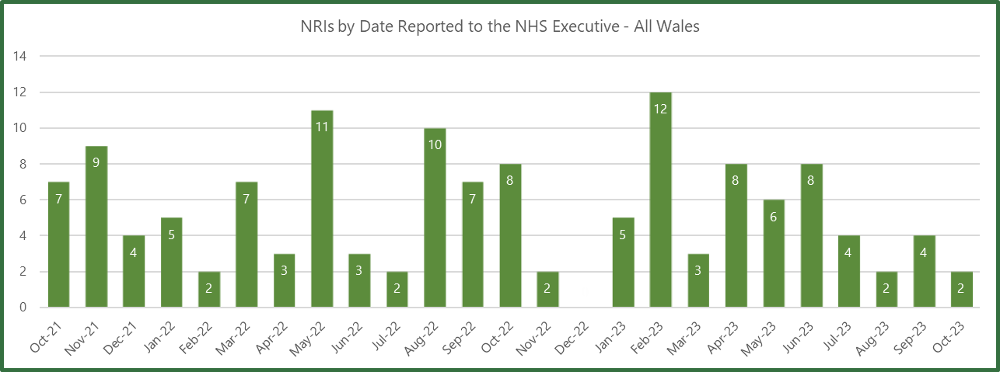 NRIs by Date Reported to the NHS Executive - All Wales
14
12
10
8
6
4
2
0
7
9
4
5
2
7
3
11
3
2
10
7
8
2
5
12
3
8
6
8
4
2
4
2
Oct-21
Nov-21
Dec-21
Jan-22
Feb-22
Mar-22
Apr-22
May-22
Jun-22
Jul-22
Aug-22
Sep-22
Oct-22
Nov-22
Dec-22
Jan-23
Feb-23
Mar-23
Apr-23
May-23
Jun-23
Jul-23
Aug-23
Sep-23
Oct-23